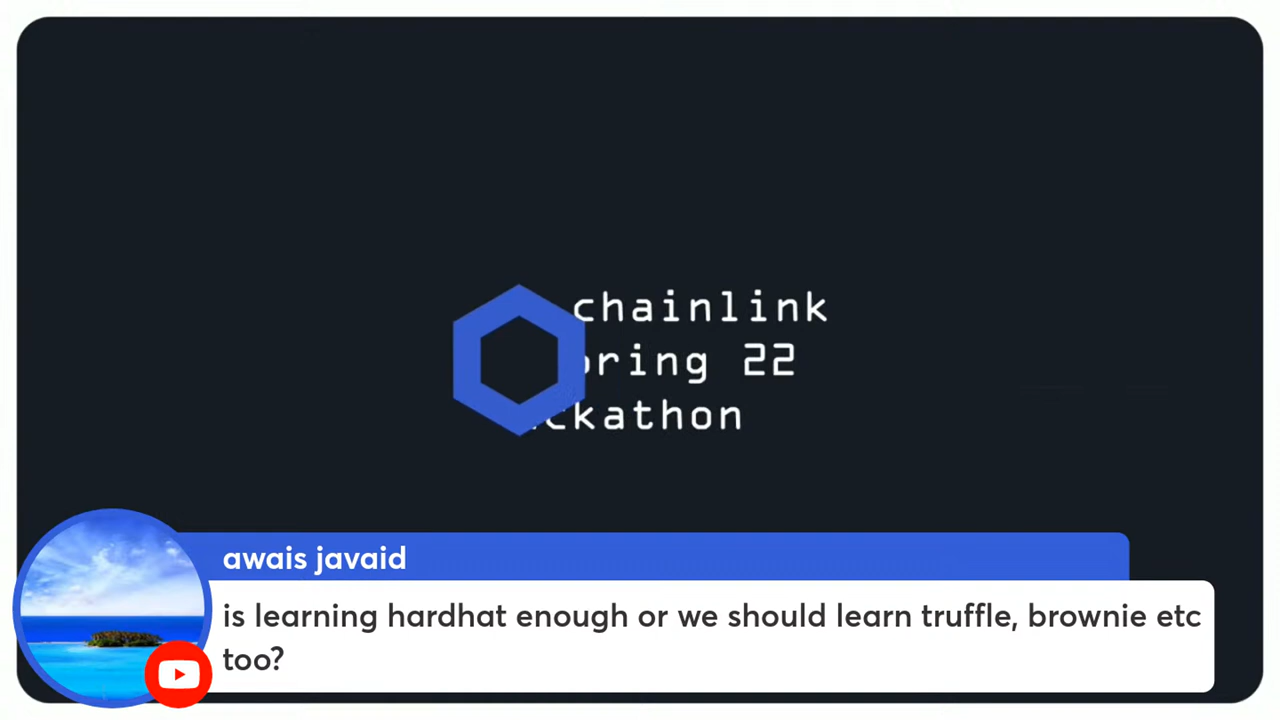 chainlink
22
awais javaid
is learning hardhat enough or we should learn truffle, brownie etc
too?